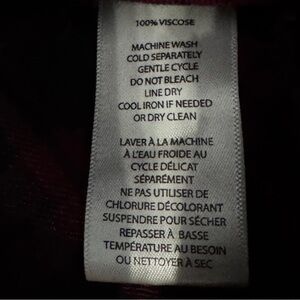 100% VISCOSE
MACHINE WASH
COLD SEPARATELY
GENTLE CYCLE
DO NOT BLEACH
LINE DRY
COOL IRON IF NEEDED
OR DRY CLEAN
LAVER À LA MACHINE
À L'EAU FROIDE AU
CYCLE DÉLICAT
SÉPARÉMENT
NE PAS UTILISER DE
CHLORURE DÉCOLORANT
SUSPENDRE POUR SÉCHER
REPASSER À BASSE
TEMPÉRATURE AU BESOIN
OU NETTOYER À SEC